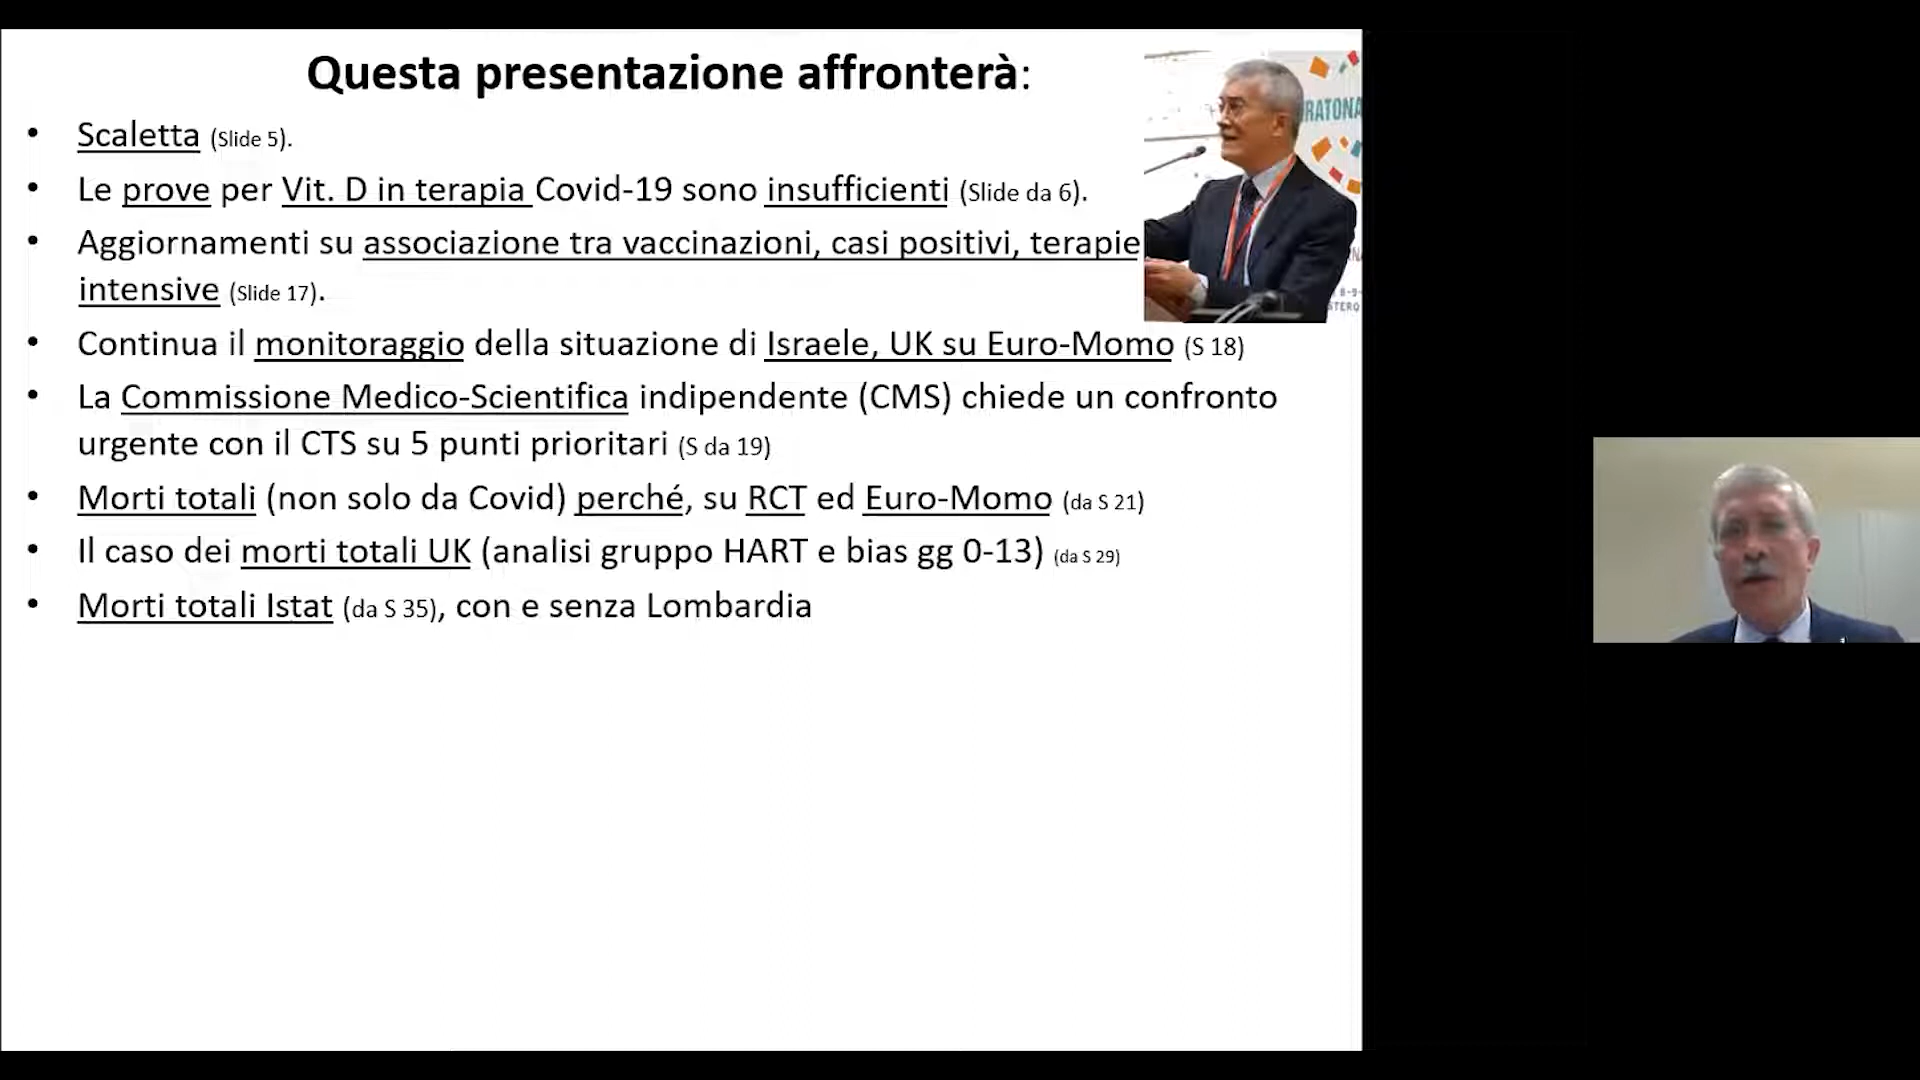 Questa presentazione affronterà:
• Scaletta (Slide 5).
• Le prove per Vit. D in terapia Covid-19 sono insufficienti (Slide da 6).
• Aggiornamenti su associazione tra vaccinazioni, casi positivi, terapie
intensive (Slide 17).
• Continua il monitoraggio della situazione di Israele, UK su Euro-Momo (S 18)
• La Commissione Medico-Scientifica indipendente (CMS) chiede un confronto
urgente con il CTS su 5 punti prioritari (S da 19)
• Morti totali (non solo da Covid) perché, su RCT ed Euro-Momo (da S 21)
• Il caso dei morti totali UK (analisi gruppo HART e bias gg 0-13) (da S 29)
• Morti totali Istat (da S 35), con e senza Lombardia
RATONA